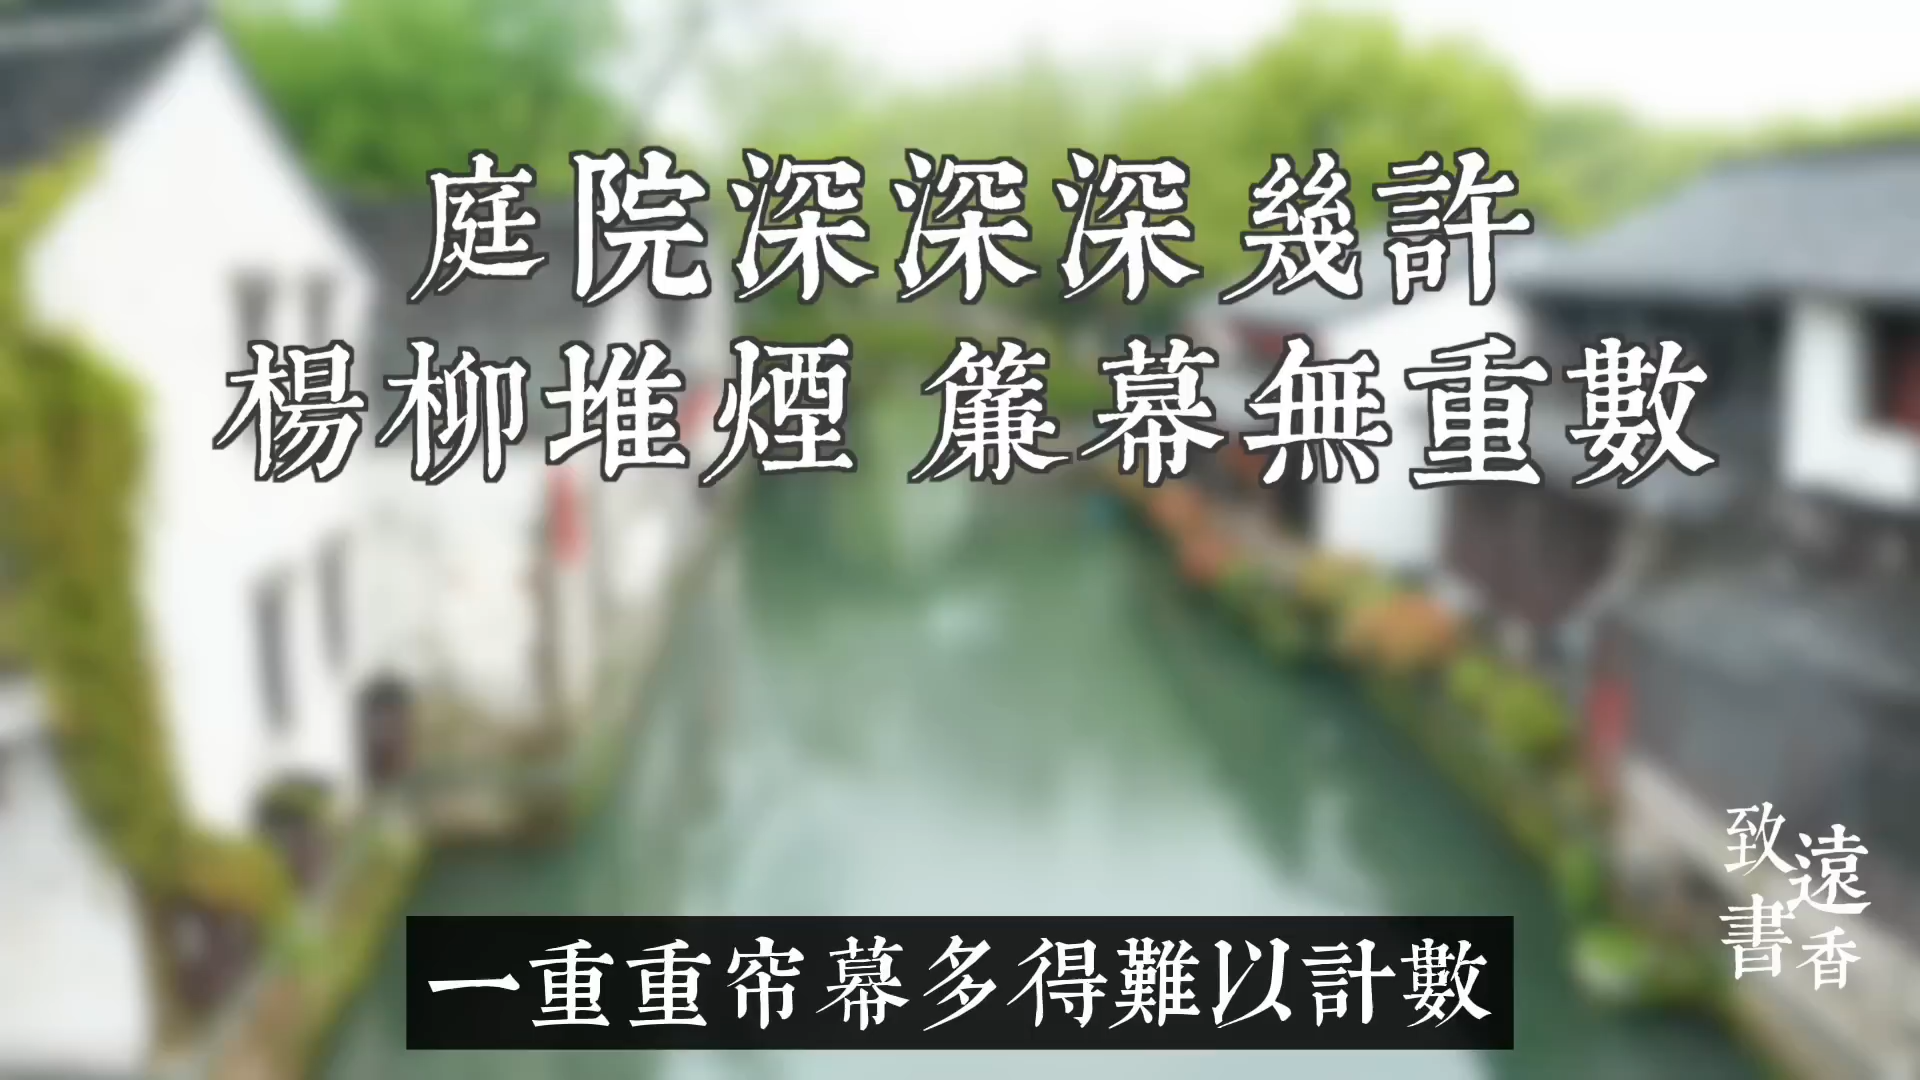 庭院深深深幾許
楊柳堆煙 簾幕無重數
致遠書香
一重重帘幕多得難以計數